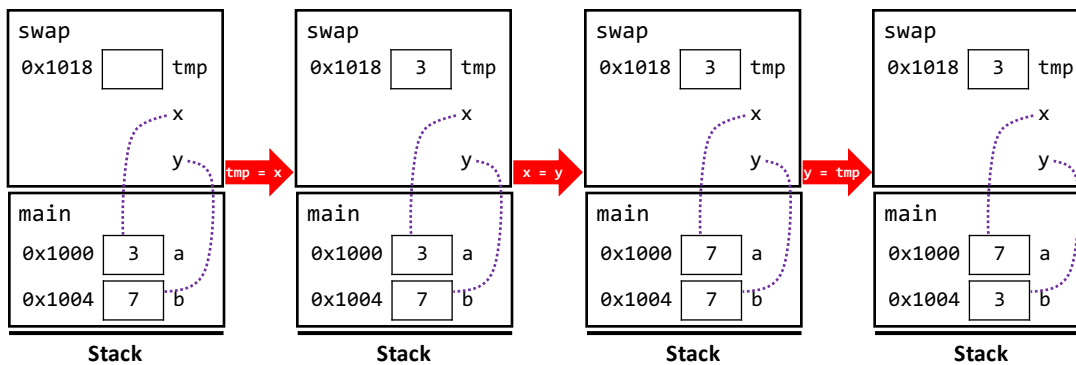 swap
0x1018 tmp
x
y
main
0x1000 3 a
0x1004 7 b
Stack
tmp = x
swap
0x1018 3 tmp
x
y
main
0x1000 3 a
0x1004 7 b
Stack
x = y
swap
0x1018 3 tmp
x
y
main
0x1000 7 a
0x1004 7 b
Stack
y = tmp
swap
0x1018 3 tmp
x
y
main
0x1000 7 a
0x1004 3 b
Stack